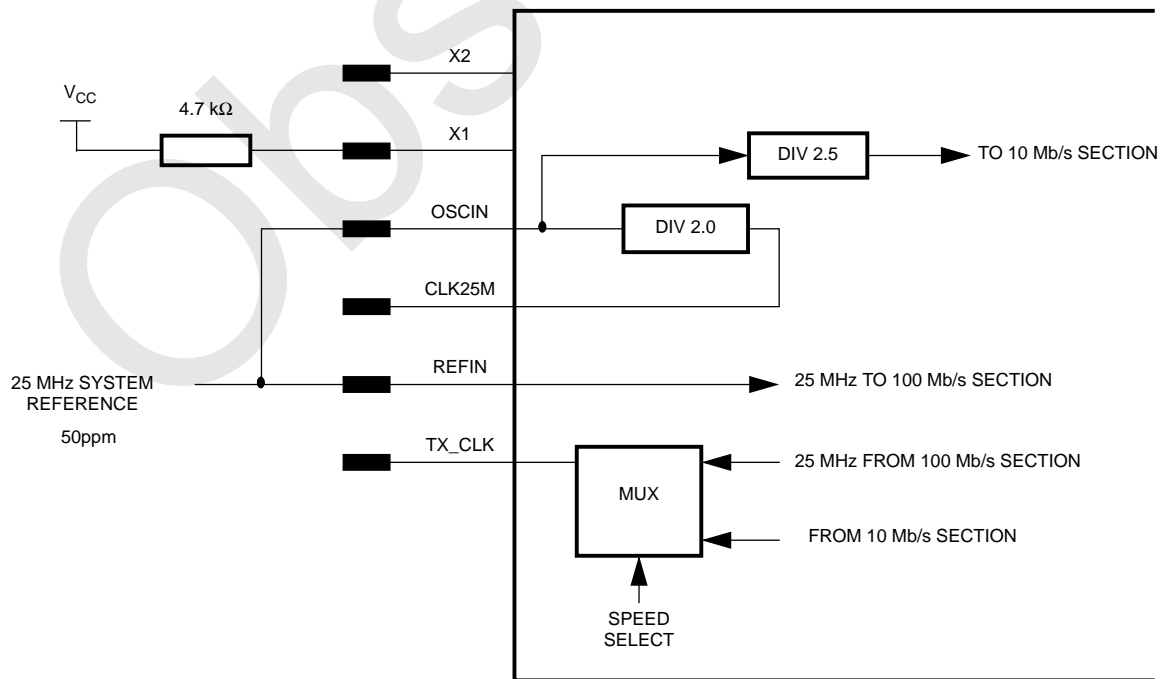 Obs
X2
V_CC
4.7 kΩ
X1
DIV 2.5
TO 10 Mb/s SECTION
OSCIN
DIV 2.0
CLK25M
REFIN
25 MHz SYSTEM
REFERENCE
50ppm
25 MHz TO 100 Mb/s SECTION
TX_CLK
MUX
25 MHz FROM 100 Mb/s SECTION
FROM 10 Mb/s SECTION
SPEED
SELECT